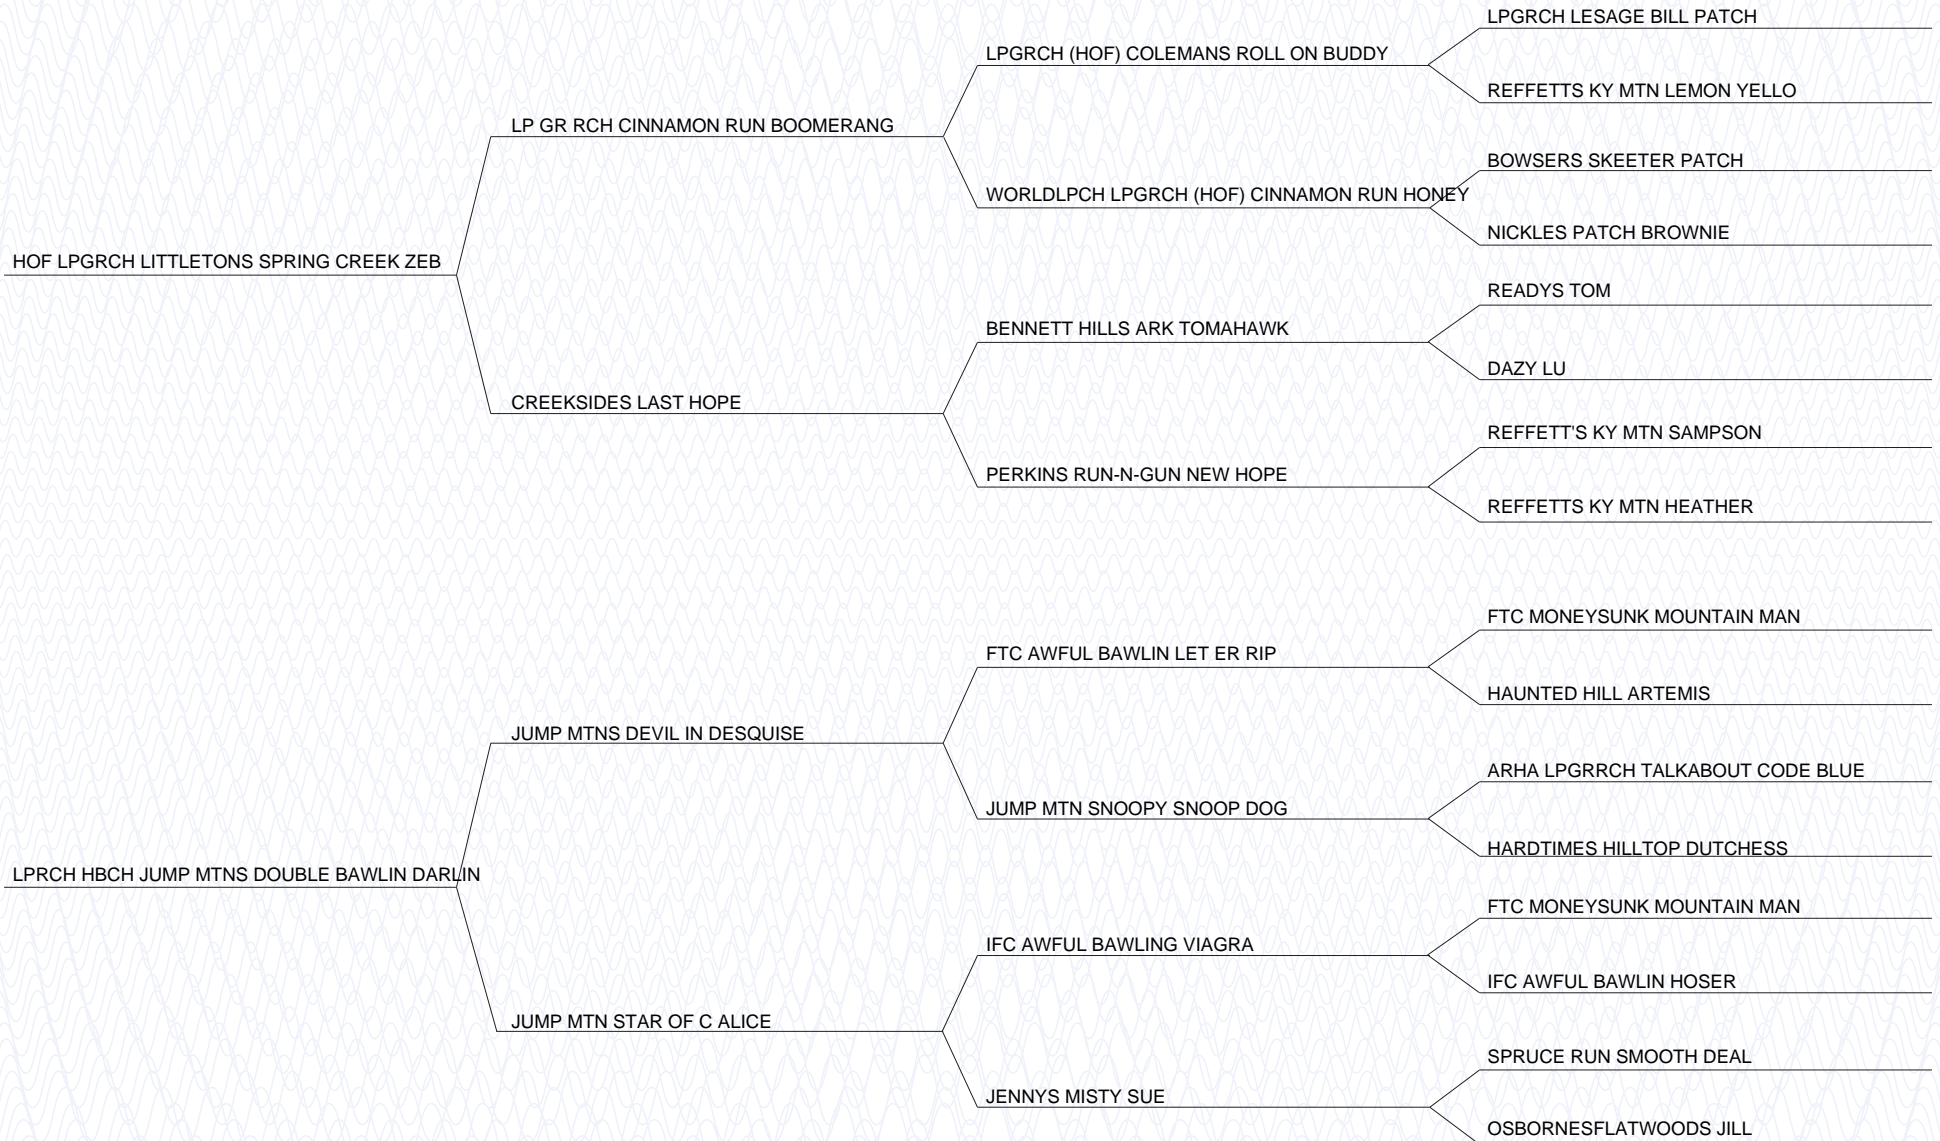 LPGRCH LESAGE BILL PATCH
LPGRCH (HOF) COLEMANS ROLL ON BUDDY
REFFETTS KY MTN LEMON YELLO
LP GR RCH CINNAMON RUN BOOMERANG
BOWSERS SKEETER PATCH
WORLDLPCH LPGRCH (HOF) CINNAMON RUN HONEY
NICKLES PATCH BROWNIE
HOF LPGRCH LITTLETONS SPRING CREEK ZEB
READYS TOM
BENNETT HILLS ARK TOMAHAWK
DAZY LU
CREEKSIDES LAST HOPE
REFFETT'S KY MTN SAMPSON
PERKINS RUN-N-GUN NEW HOPE
REFFETTS KY MTN HEATHER
FTC MONEYSUNK MOUNTAIN MAN
FTC AWFUL BAWLIN LET ER RIP
HAUNTED HILL ARTEMIS
JUMP MTNS DEVIL IN DESQUISE
ARHA LPGRRCH TALKABOUT CODE BLUE
JUMP MTN SNOOPY SNOOP DOG
HARDTIMES HILLTOP DUTCHESS
LPRCH HBCH JUMP MTNS DOUBLE BAWLIN DARLIN
FTC MONEYSUNK MOUNTAIN MAN
IFC AWFUL BAWLING VIAGRA
IFC AWFUL BAWLIN HOSER
JUMP MTN STAR OF C ALICE
SPRUCE RUN SMOOTH DEAL
JENNYS MISTY SUE
OSBORNESFLATWOODS JILL